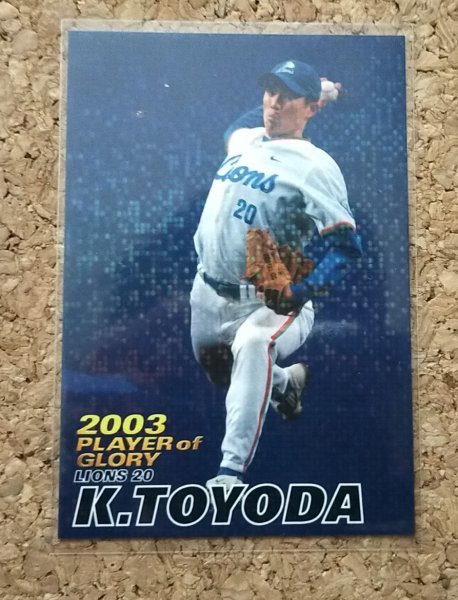 Lions
20
2003
PLAYER of
GLORY
LIONS 20
K.TOYODA